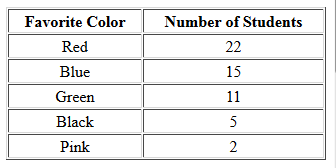 Favorite Color Number of Students
Red 22
Blue 15
Green 11
Black 5
Pink 2